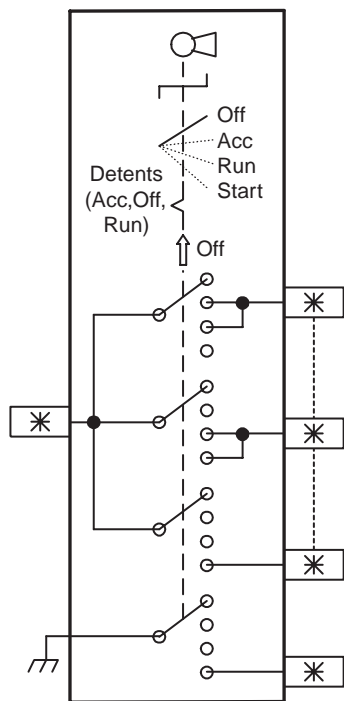 Off
Acc
Run
Start
Detents
(Acc,Off,
Run)
Off